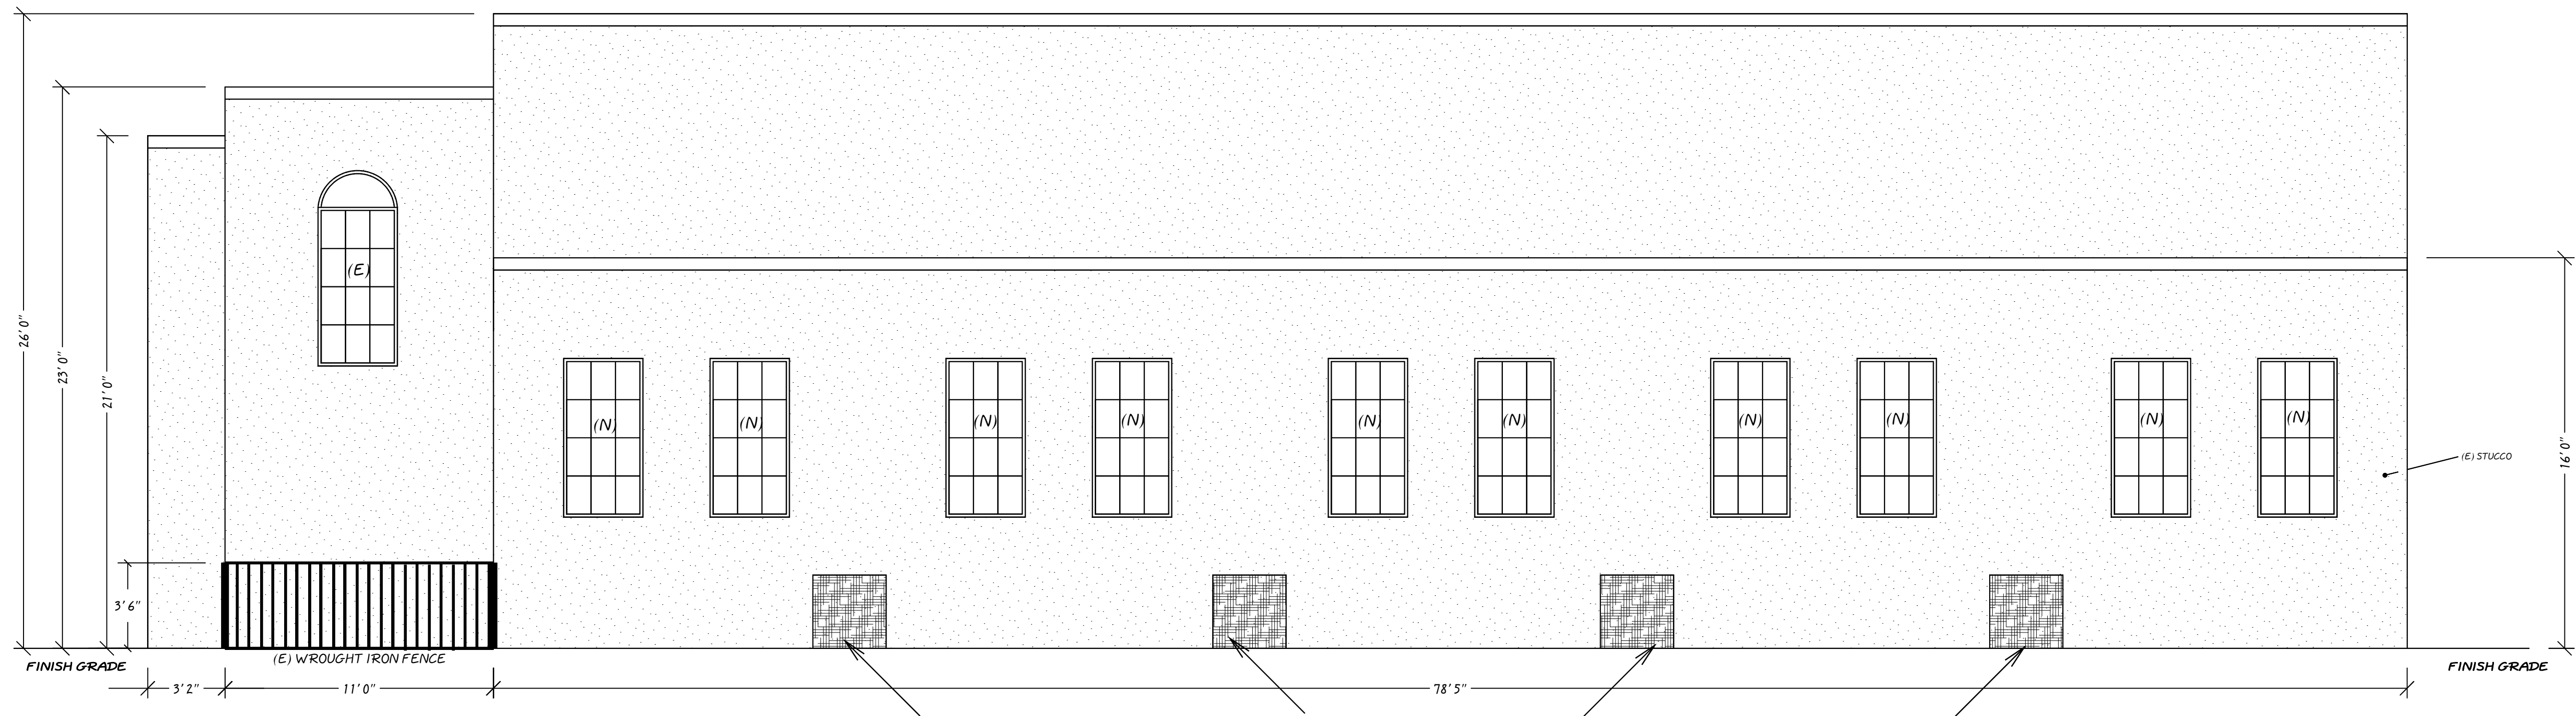 26'0"
23'0"
21'0"
(E)
(N)
(N)
(N)
(N)
(N)
(N)
(N)
(N)
(N)
(N)
(E) STUCCO
16'0"
3'6"
(E) WROUGHT IRON FENCE
FINISH GRADE
FINISH GRADE
3'2"
11'0"
78'5"